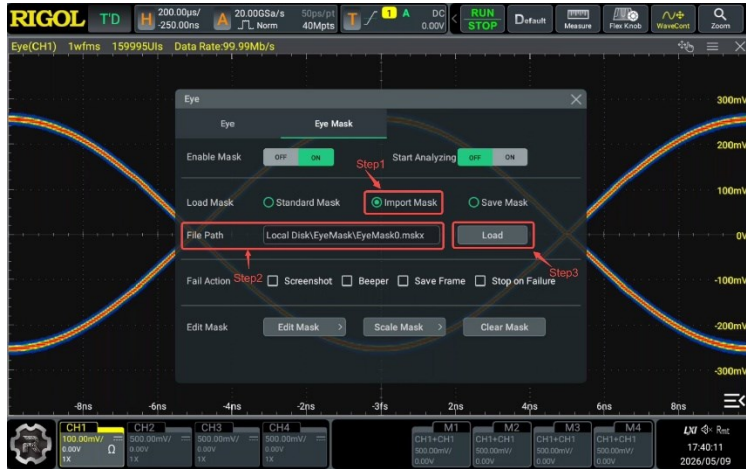 RIGOL T'D H 200.00μs/ -250.00ns A 20.00GSa/s Norm 50ps/pt 40Mpts T 1 A DC 0.00V < RUN STOP Default Measure Flex Knob WaveCont Zoom
Eye(CH1) 1wfms 159995UIs Data Rate:99.99Mb/s
Eye
300mV
Eye Eye Mask
200mV
Enable Mask OFF ON Step1 Start Analyzing OFF ON
100mV
Load Mask Standard Mask Import Mask Save Mask
File Path Local Disk\EyeMask\EyeMask0.mskx Load
0V
Step2 Step3
Fail Action Screenshot Beeper Save Frame Stop on Failure
-100mV
Edit Mask Edit Mask > Scale Mask > Clear Mask
-200mV
-300mV
-8ns -6ns -4ns -2ns -3fs 2ns 4ns 6ns 8ns
CH1 CH2 CH3 CH4 M1 M2 M3 M4
100.00mV/ 500.00mV/ 500.00mV/ 500.00mV/ CH1+CH1 CH1+CH1 CH1+CH1 CH1+CH1 LXI Rmt
0.00V Ω 0.00V 0.00V 0.00V 500.00mV/ 500.00mV/ 500.00mV/ 500.00mV/ 17:40:11
1X 1X 1X 1X 0.00V 0.00V 0.00V 0.00V 2026/05/09